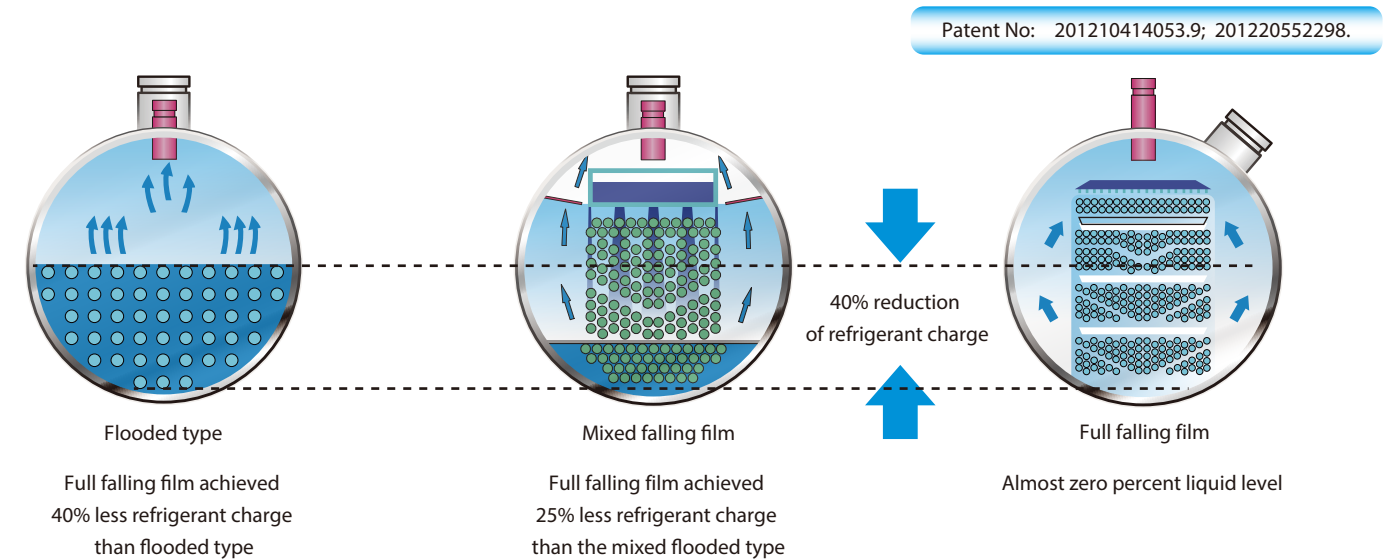 Patent No: 201210414053.9; 201220552298.
40% reduction
of refrigerant charge
Flooded type
Full falling film achieved
40% less refrigerant charge
than flooded type
Mixed falling film
Full falling film achieved
25% less refrigerant charge
than the mixed flooded type
Full falling film
Almost zero percent liquid level